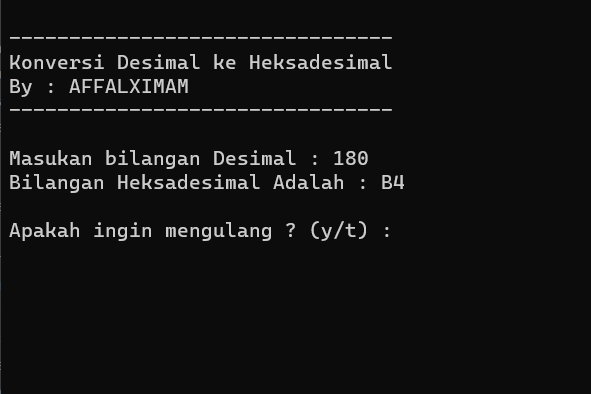 --------------------------------
Konversi Desimal ke Heksadesimal
By : AFFALXIMAM
--------------------------------
Masukan bilangan Desimal : 180
Bilangan Heksadesimal Adalah : B4
Apakah ingin mengulang ? (y/t) :